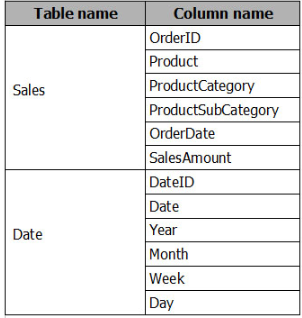 Table name Column name
Sales
OrderID
Product
ProductCategory
ProductSubCategory
OrderDate
SalesAmount
Date
DateID
Date
Year
Month
Week
Day